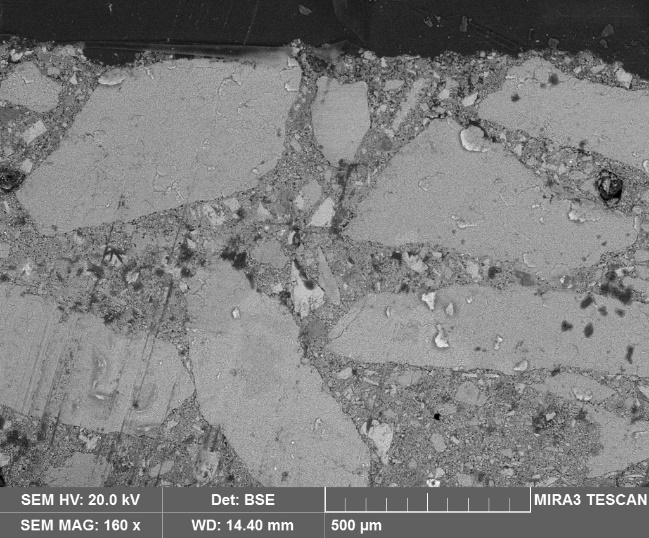 SEM HV: 20.0 kV
Det: BSE
MIRA3 TESCAN
SEM MAG: 160 x
WD: 14.40 mm
500 µm